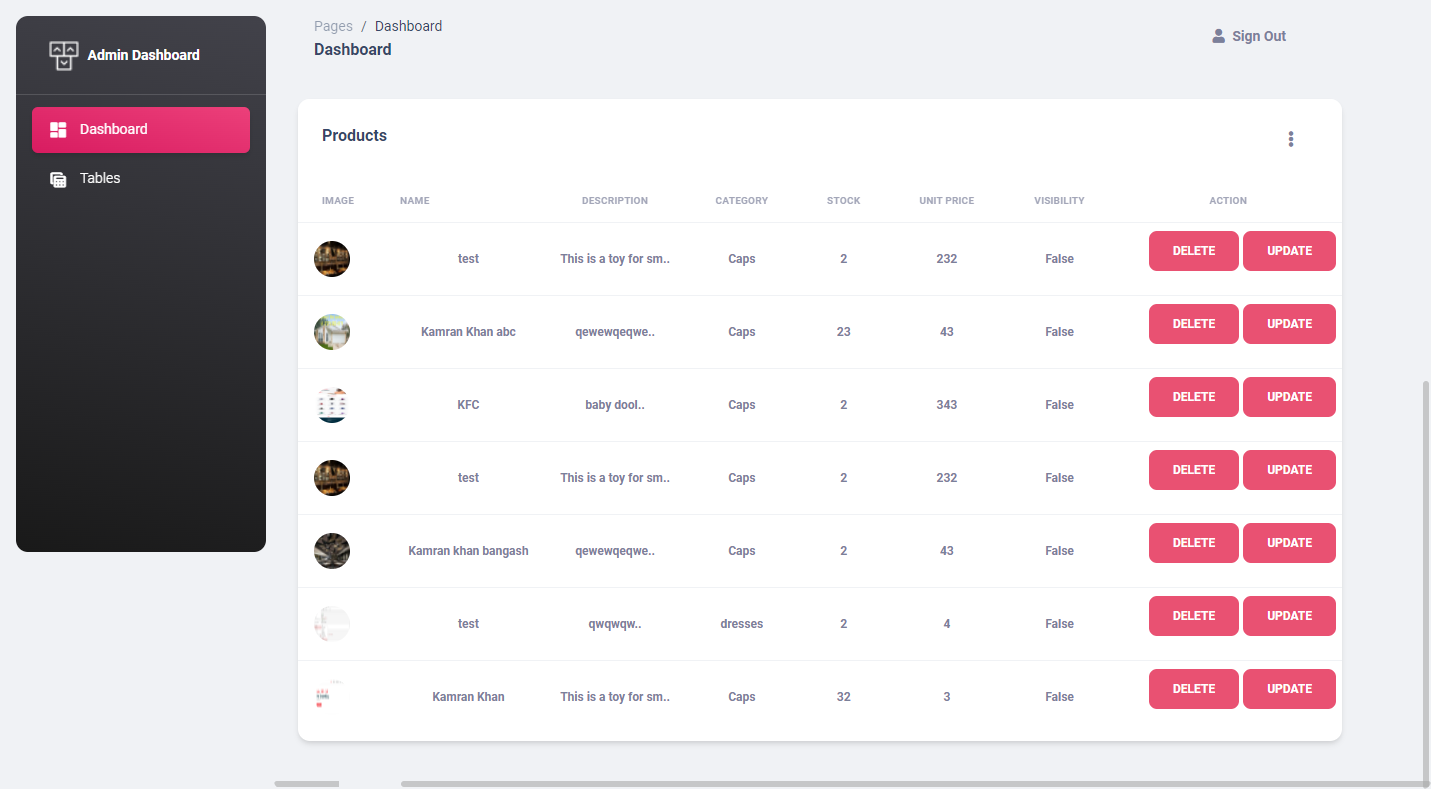 Admin Dashboard
Dashboard
Tables
Pages / Dashboard
Dashboard
Sign Out
Products
IMAGE NAME DESCRIPTION CATEGORY STOCK UNIT PRICE VISIBILITY ACTION
test This is a toy for sm.. Caps 2 232 False DELETE UPDATE
Kamran Khan abc qewewqeqwe.. Caps 23 43 False DELETE UPDATE
KFC baby dool.. Caps 2 343 False DELETE UPDATE
test This is a toy for sm.. Caps 2 232 False DELETE UPDATE
Kamran khan bangash qewewqeqwe.. Caps 2 43 False DELETE UPDATE
test qwqwqw.. dresses 2 4 False DELETE UPDATE
Kamran Khan This is a toy for sm.. Caps 32 3 False DELETE UPDATE